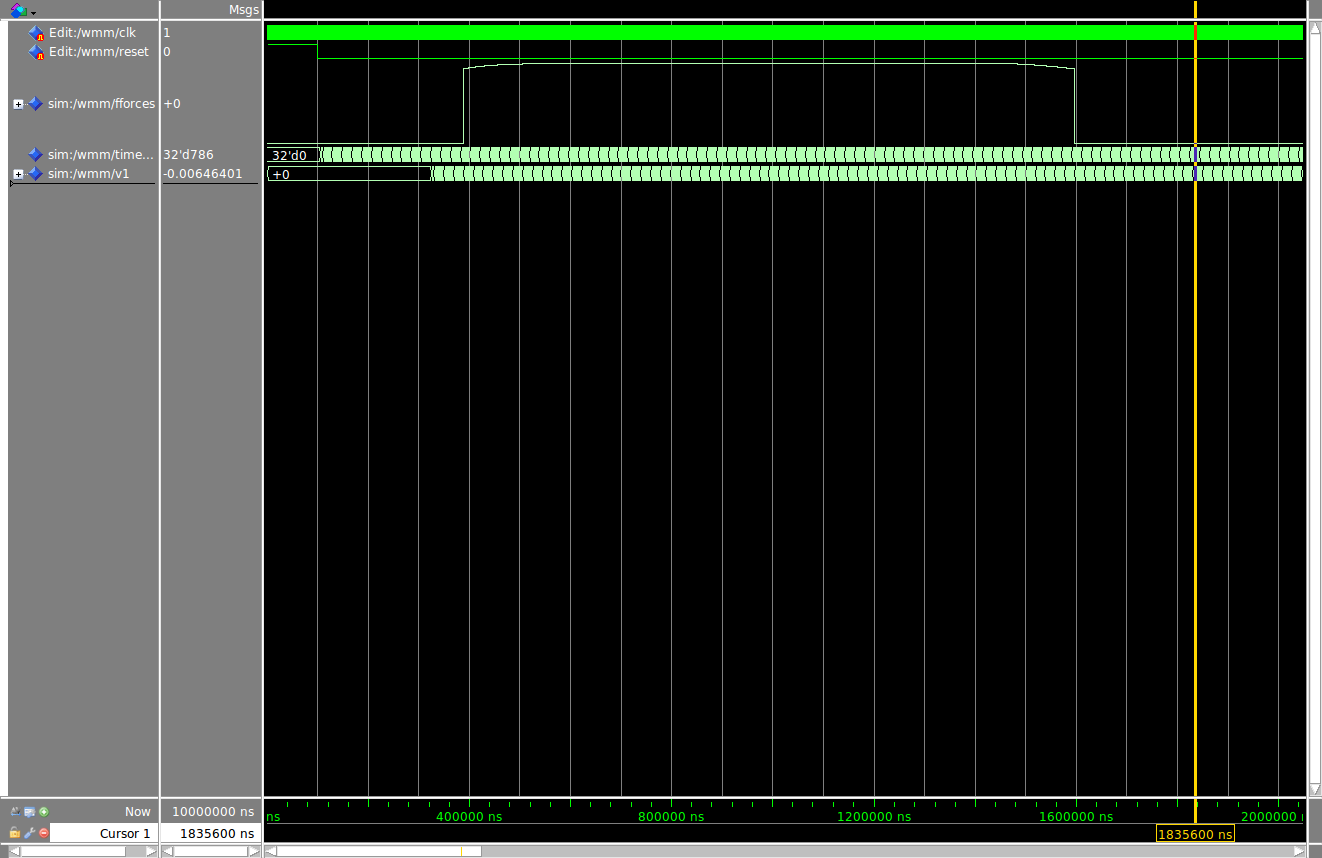 Msgs
Edit:/wmm/clk 1
Edit:/wmm/reset 0
sim:/wmm/fforces +0
sim:/wmm/time... 32'd786 32'd0
sim:/wmm/v1 -0.00646401 +0
Now 10000000 ns ns 400000 ns 800000 ns 1200000 ns 1600000 ns 2000000
Cursor 1 1835600 ns 1835600 ns